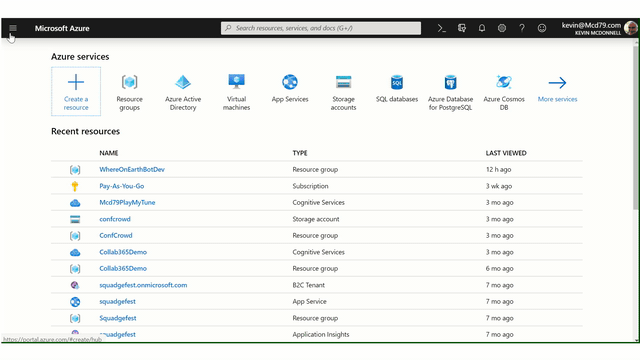 Microsoft Azure
Search resources, services, and docs (G+/)
kevin@Mcd79.com
KEVIN MCDONNELL
Azure services
Create a resource
Resource groups
Azure Active Directory
Virtual machines
App Services
Storage accounts
SQL databases
Azure Database for PostgreSQL
Azure Cosmos DB
More services
Recent resources
NAME TYPE LAST VIEWED
WhereOnEarthBotDev Resource group 12 h ago
Pay-As-You-Go Subscription 3 wk ago
Mcd79PlayMyTune Cognitive Services 3 mo ago
confcrowd Storage account 3 mo ago
ConfCrowd Resource group 3 mo ago
Collab365Demo Cognitive Services 3 mo ago
Collab365Demo Resource group 6 mo ago
squadgefest.onmicrosoft.com B2C Tenant 7 mo ago
squadgefest App Service 7 mo ago
Squadgefest Resource group 7 mo ago
squadgefest Application Insights 7 mo ago
https://portal.azure.com/#create/hub